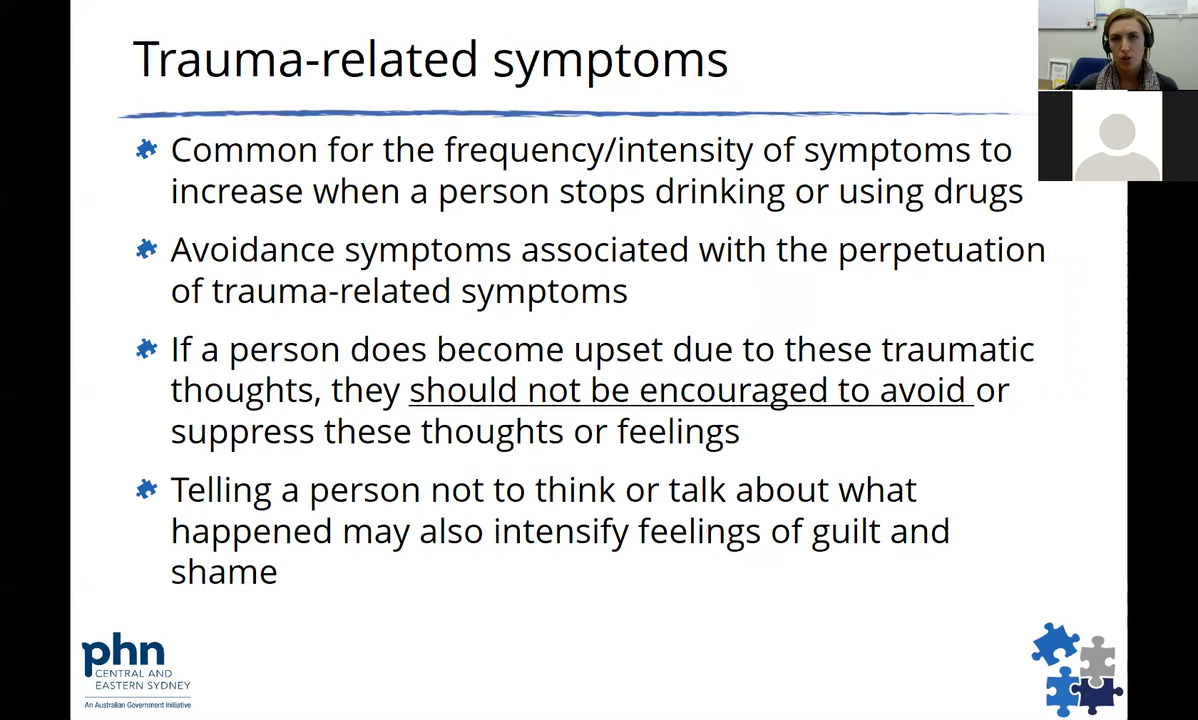 Trauma-related symptoms
Common for the frequency/intensity of symptoms to
increase when a person stops drinking or using drugs
Avoidance symptoms associated with the perpetuation
of trauma-related symptoms
If a person does become upset due to these traumatic
thoughts, they should not be encouraged to avoid or
suppress these thoughts or feelings
Telling a person not to think or talk about what
happened may also intensify feelings of guilt and
shame
phn
CENTRAL AND
EASTERN SYDNEY
An Australian Government Initiative